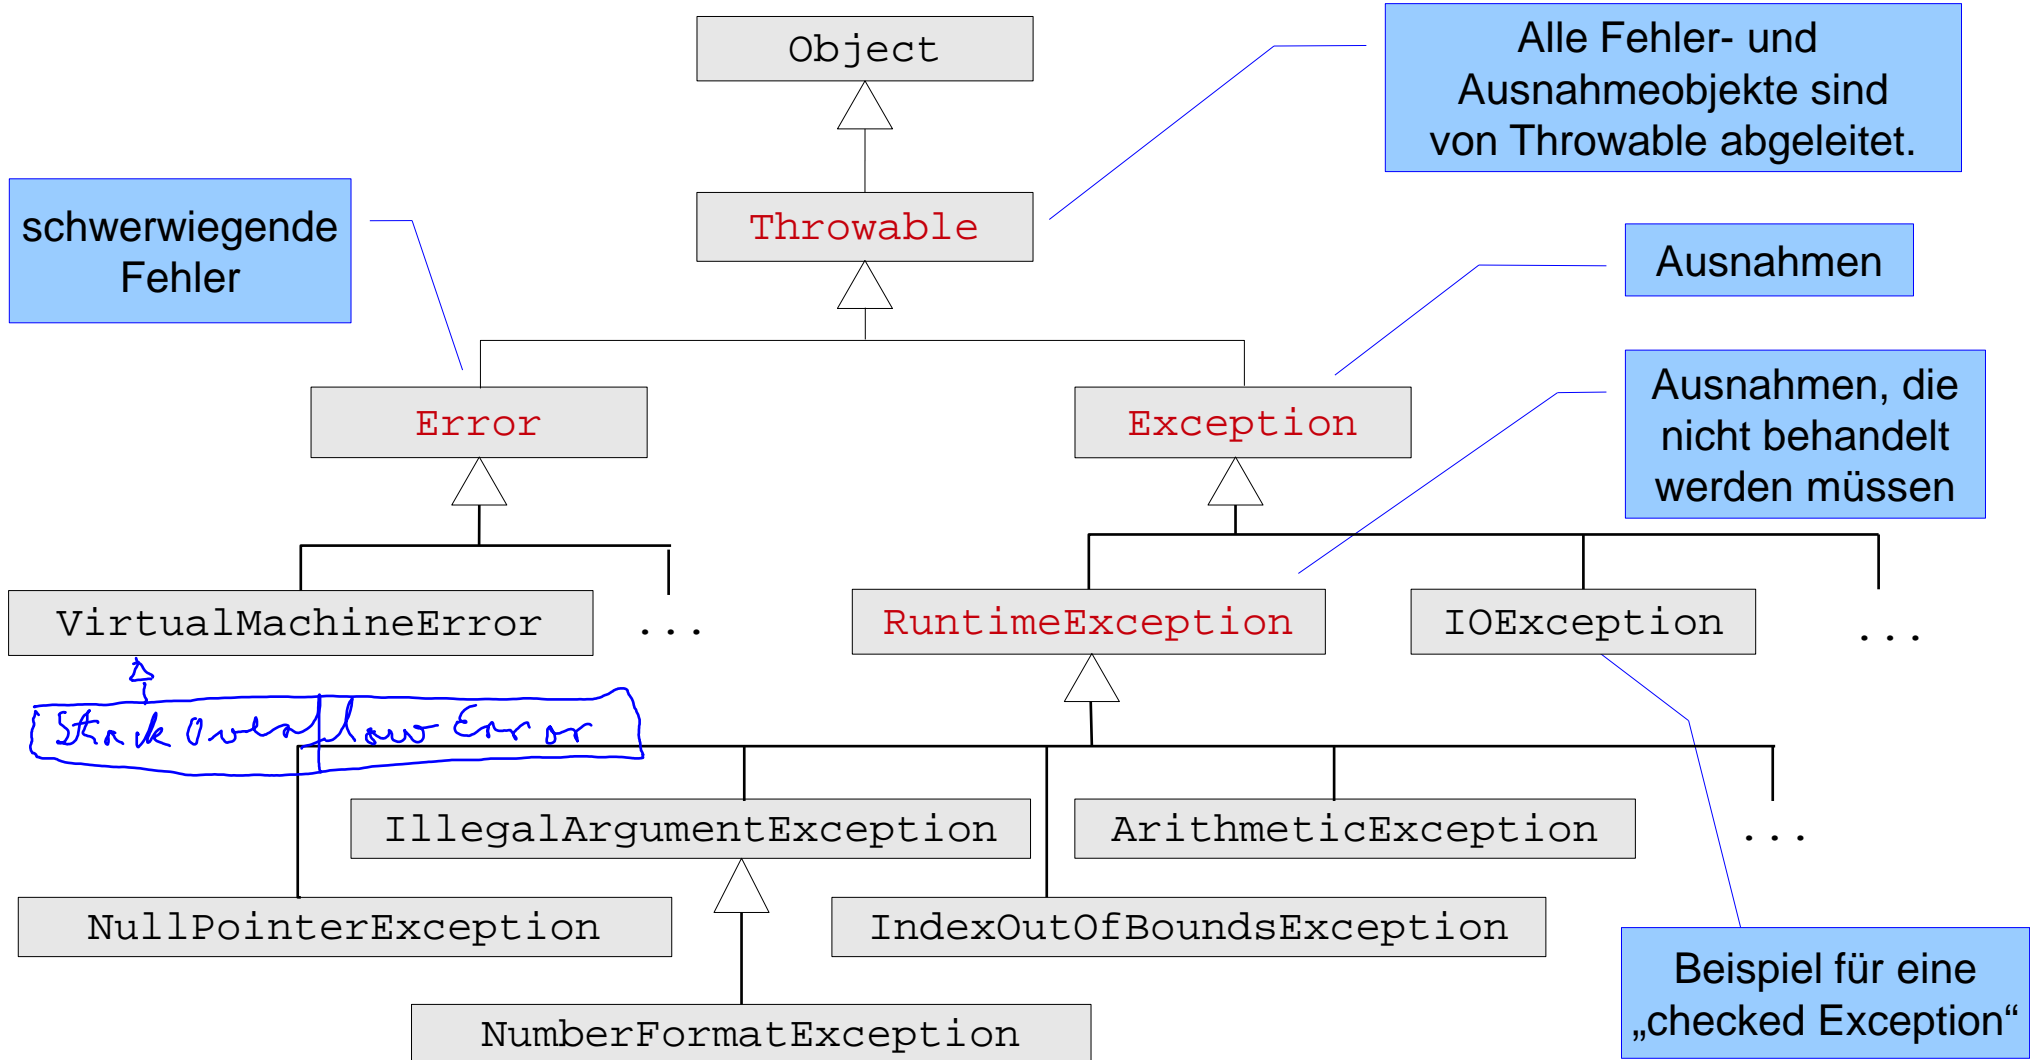 Object
Alle Fehler- und
Ausnahmeobjekte sind
von Throwable abgeleitet.
schwerwiegende
Fehler
Throwable
Ausnahmen
Error
Exception
Ausnahmen, die
nicht behandelt
werden müssen
VirtualMachineError
...
RuntimeException
IOException
...
StackOverflowError
IllegalArgumentException
ArithmeticException
...
NullPointerException
IndexOutOfBoundsException
NumberFormatException
Beispiel für eine
„checked Exception“